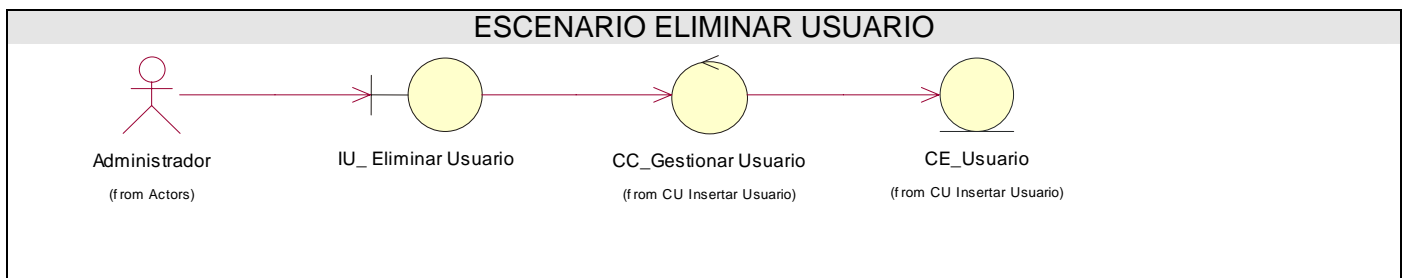 ESCENARIO ELIMINAR USUARIO
Administrador
(from Actors)
IU_ Eliminar Usuario
CC_Gestionar Usuario
(from CU Insertar Usuario)
CE_Usuario
(from CU Insertar Usuario)